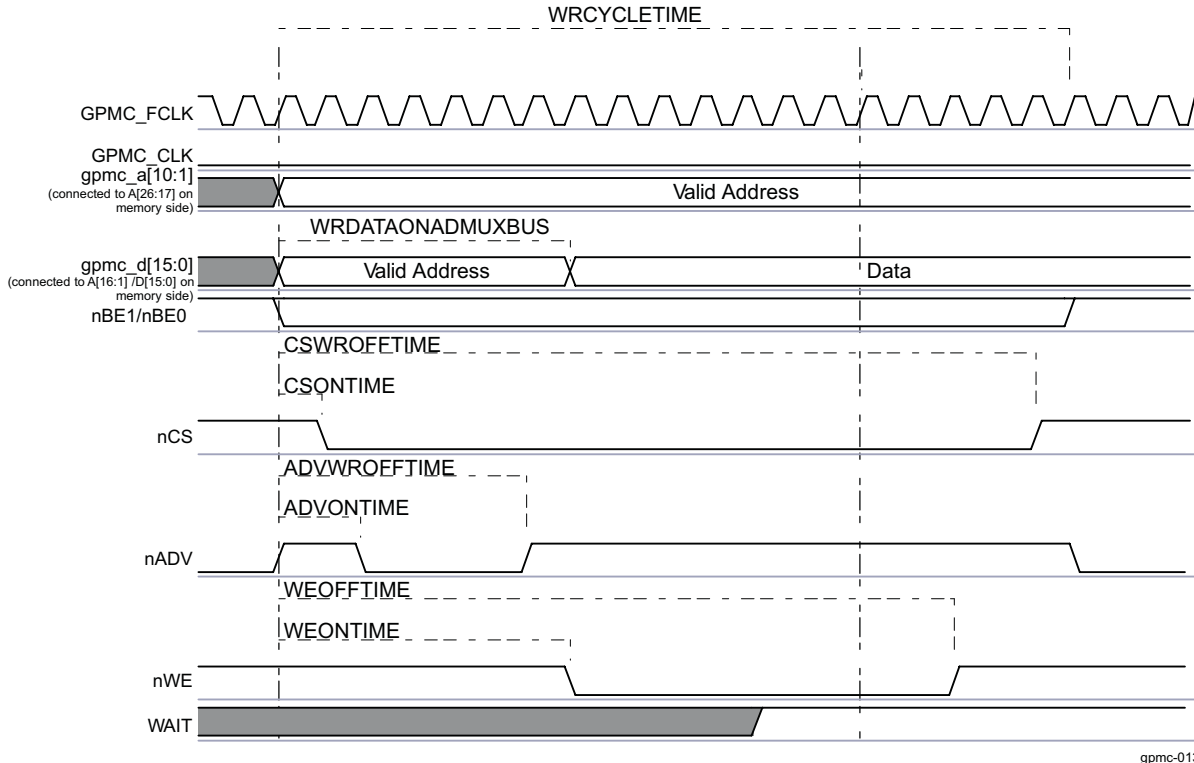 WRCYCLETIME
GPMC_FCLK
GPMC_CLK
gpmc_a[10:1]
(connected to A[26:17] on
memory side)
Valid Address
WRDATAONADMUXBUS
gpmc_d[15:0]
(connected to A[16:1] /D[15:0] on
memory side)
Valid Address
Data
nBE1/nBE0
CSWROFFTIME
CSONTIME
nCS
ADVWROFFTIME
ADVONTIME
nADV
WEOFFTIME
WEONTIME
nWE
WAIT